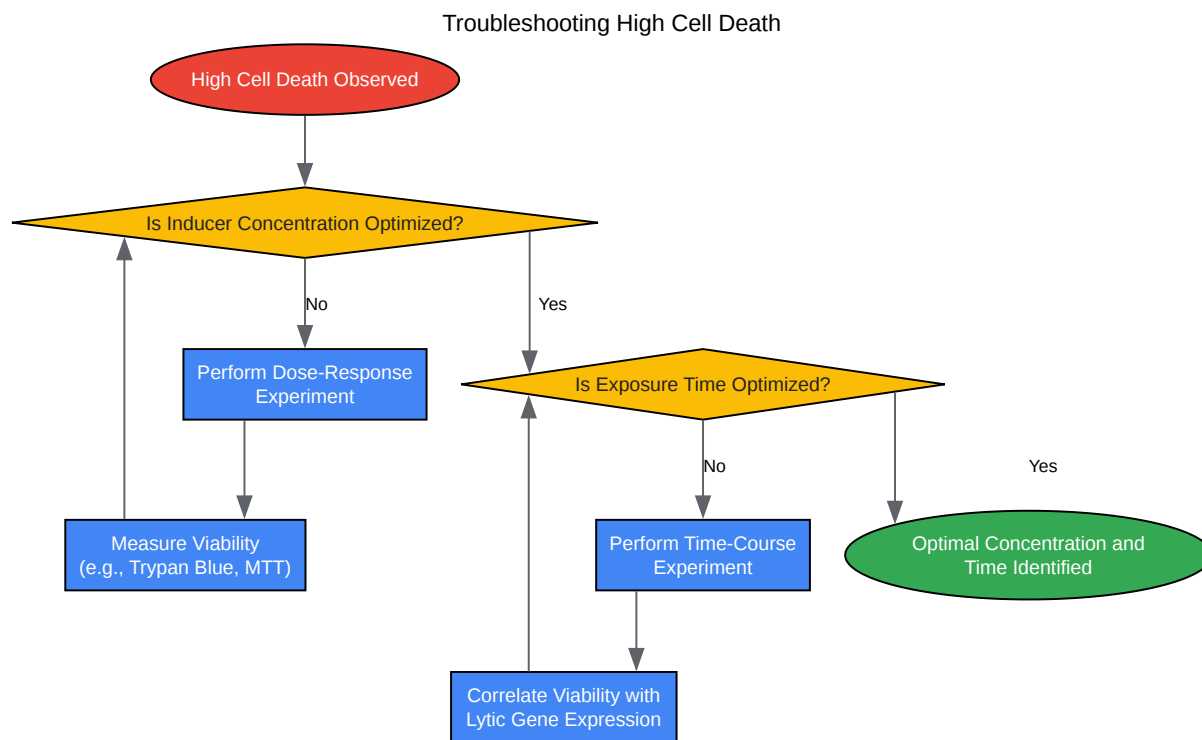 Troubleshooting High Cell Death
High Cell Death Observed
Is Inducer Concentration Optimized?
No
Yes
Perform Dose-Response
Experiment
Is Exposure Time Optimized?
Measure Viability
(e.g., Trypan Blue, MTT)
No
Yes
Perform Time-Course
Experiment
Optimal Concentration and
Time Identified
Correlate Viability with
Lytic Gene Expression